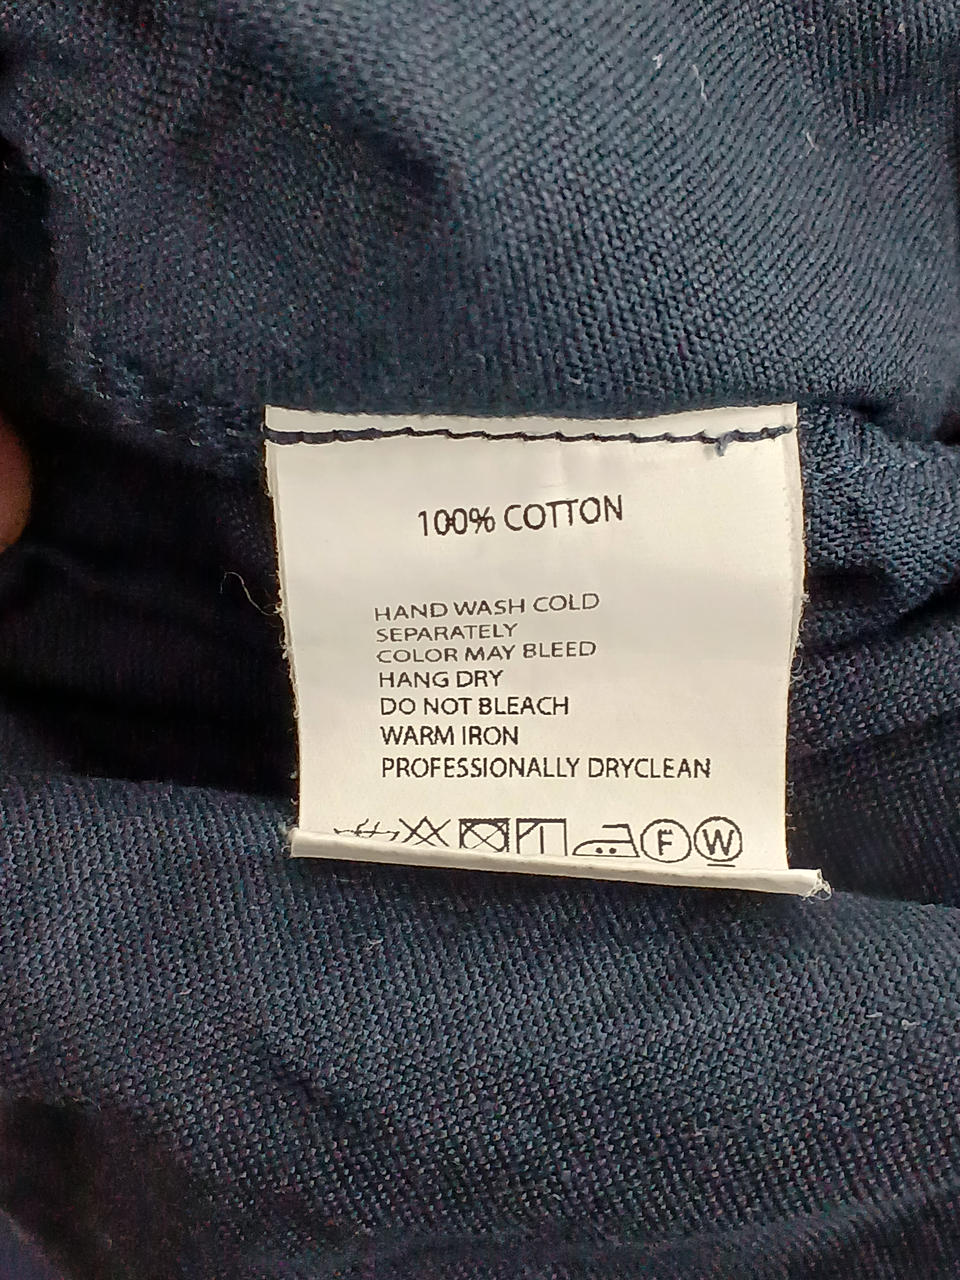 100% COTTON
HAND WASH COLD
SEPARATELY
COLOR MAY BLEED
HANG DRY
DO NOT BLEACH
WARM IRON
PROFESSIONALLY DRYCLEAN
F W